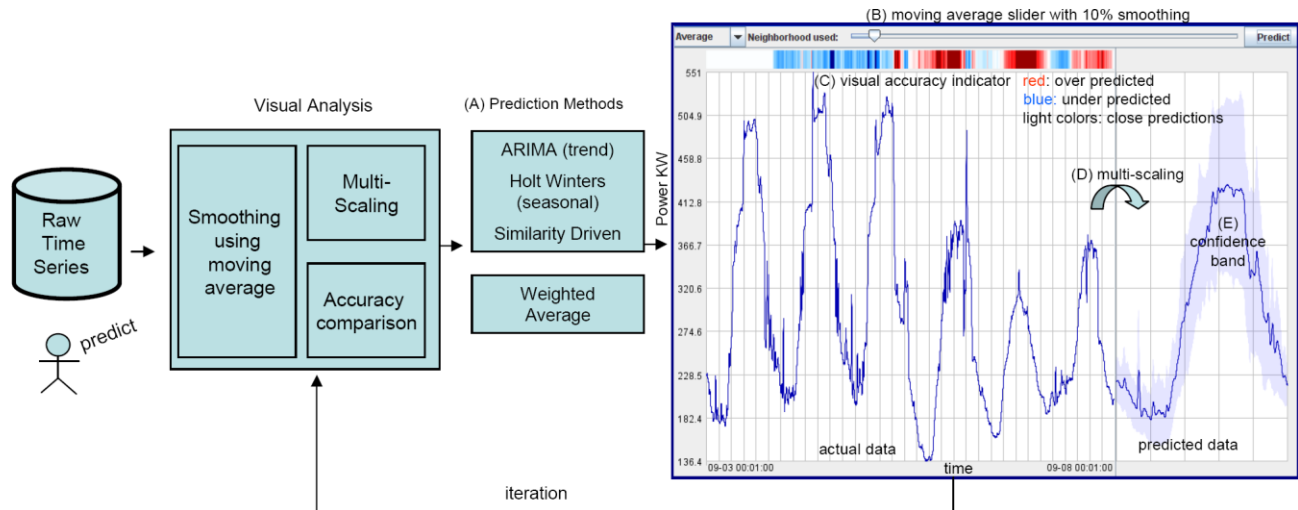 (B) moving average slider with 10% smoothing
Average
Neighborhood used:
Predict
Visual Analysis
(A) Prediction Methods
Raw
Time
Series
predict
Smoothing
using
moving
average
Multi-
Scaling
Accuracy
comparison
ARIMA (trend)
Holt Winters
(seasonal)
Similarity Driven
Weighted
Average
(C) visual accuracy indicator
red: over predicted
blue: under predicted
light colors: close predictions
Power KW
551
504.9
458.8
412.8
366.7
320.6
274.6
228.5
182.4
136.4
(D) multi-scaling
(E)
confidence
band
actual data
predicted data
09-03 00:01:00
time
09-08 00:01:00
iteration